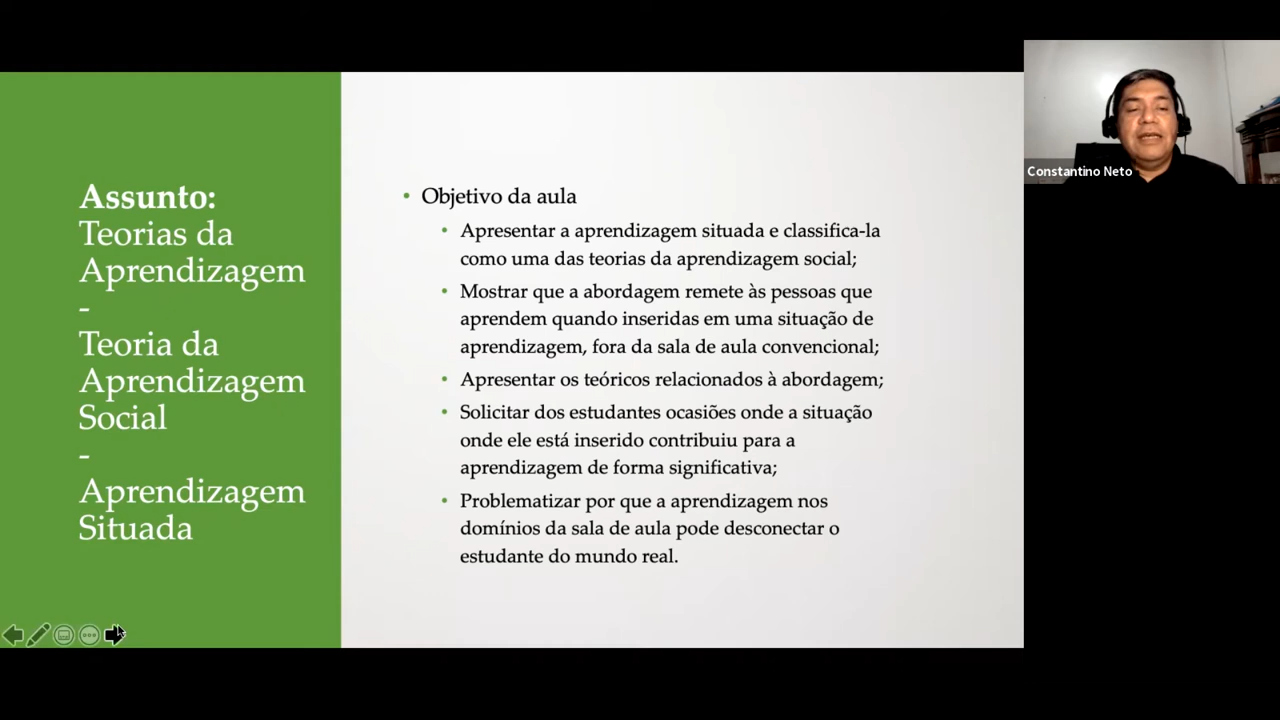 Assunto:
Teorias da
Aprendizagem
-
Teoria da
Aprendizagem
Social
-
Aprendizagem
Situada
• Objetivo da aula
• Apresentar a aprendizagem situada e classifica-la
como uma das teorias da aprendizagem social;
• Mostrar que a abordagem remete às pessoas que
aprendem quando inseridas em uma situação de
aprendizagem, fora da sala de aula convencional;
• Apresentar os teóricos relacionados à abordagem;
• Solicitar dos estudantes ocasiões onde a situação
onde ele está inserido contribuiu para a
aprendizagem de forma significativa;
• Problematizar por que a aprendizagem nos
domínios da sala de aula pode desconectar o
estudante do mundo real.
Constantino Neto